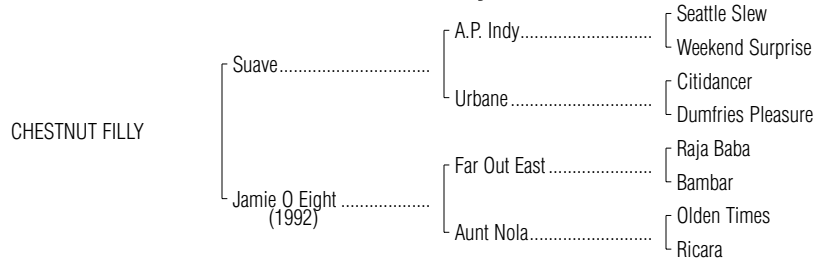 Seattle Slew
A.P. Indy
Weekend Surprise
Suave
Citidancer
Urbane
Dumfries Pleasure
CHESTNUT FILLY
Raja Baba
Far Out East
Bambar
Jamie O Eight
(1992)
Olden Times
Aunt Nola
Ricara